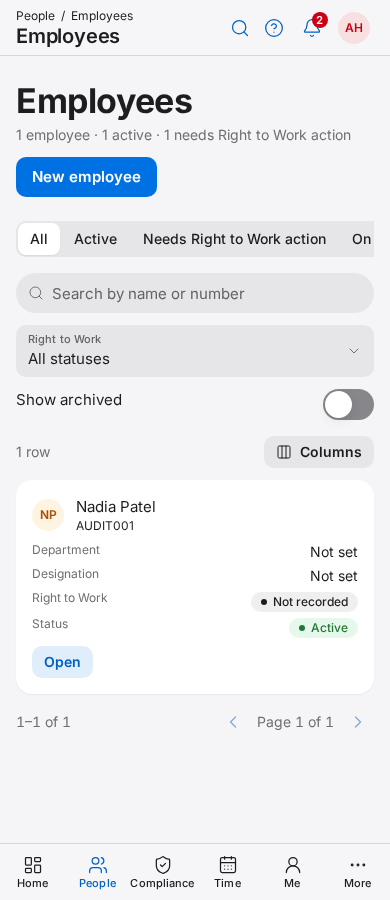 People / Employees
Employees
2
AH
Employees
1 employee · 1 active · 1 needs Right to Work action
New employee
All Active Needs Right to Work action On
Search by name or number
Right to Work
All statuses
Show archived
1 row Columns
NP
Nadia Patel
AUDIT001
Department Not set
Designation Not set
Right to Work Not recorded
Status Active
Open
1–1 of 1 Page 1 of 1
Home People Compliance Time Me More